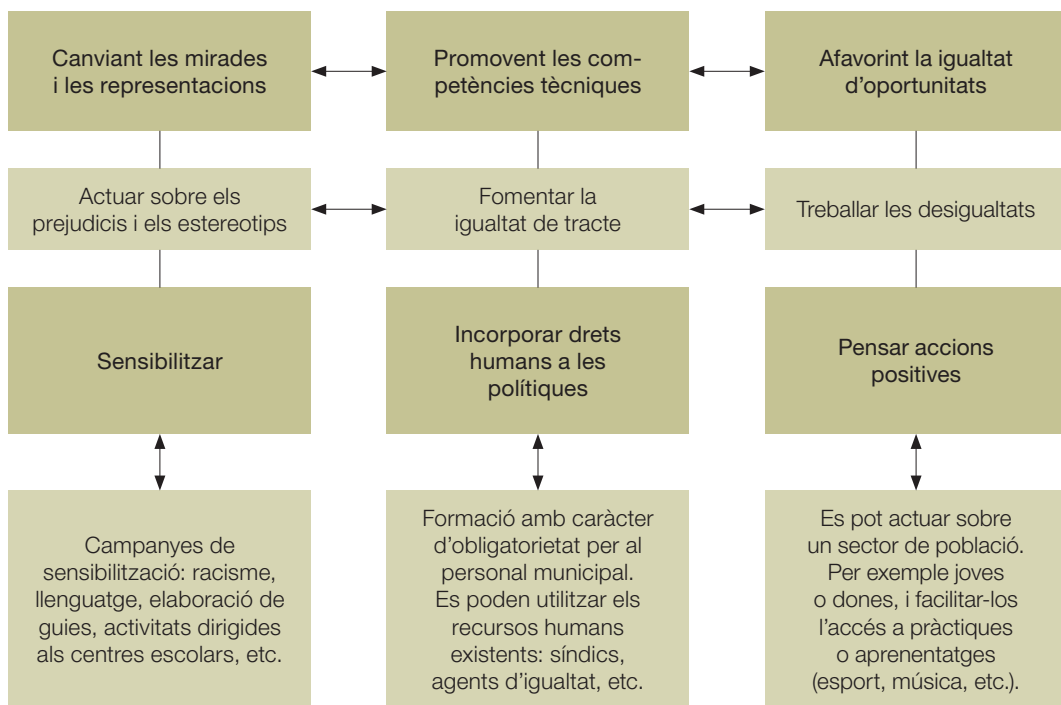 Canviant les mirades
i les representacions
Promovent les com-
petències tècniques
Afavorint la igualtat
d’oportunitats
Actuar sobre els
prejudicis i els estereotips
Fomentar la
igualtat de tracte
Treballar les desigualtats
Sensibilitzar
Incorporar drets
humans a les
polítiques
Pensar accions
positives
Campanyes de
sensibilització: racisme,
llenguatge, elaboració de
guies, activitats dirigides
als centres escolars, etc.
Formació amb caràcter
d’obligatorietat per al
personal municipal.
Es poden utilitzar els
recursos humans
existents: síndics,
agents d’igualtat, etc.
Es pot actuar sobre
un sector de població.
Per exemple joves
o dones, i facilitar-los
l’accés a pràctiques
o aprenentatges
(esport, música, etc.).